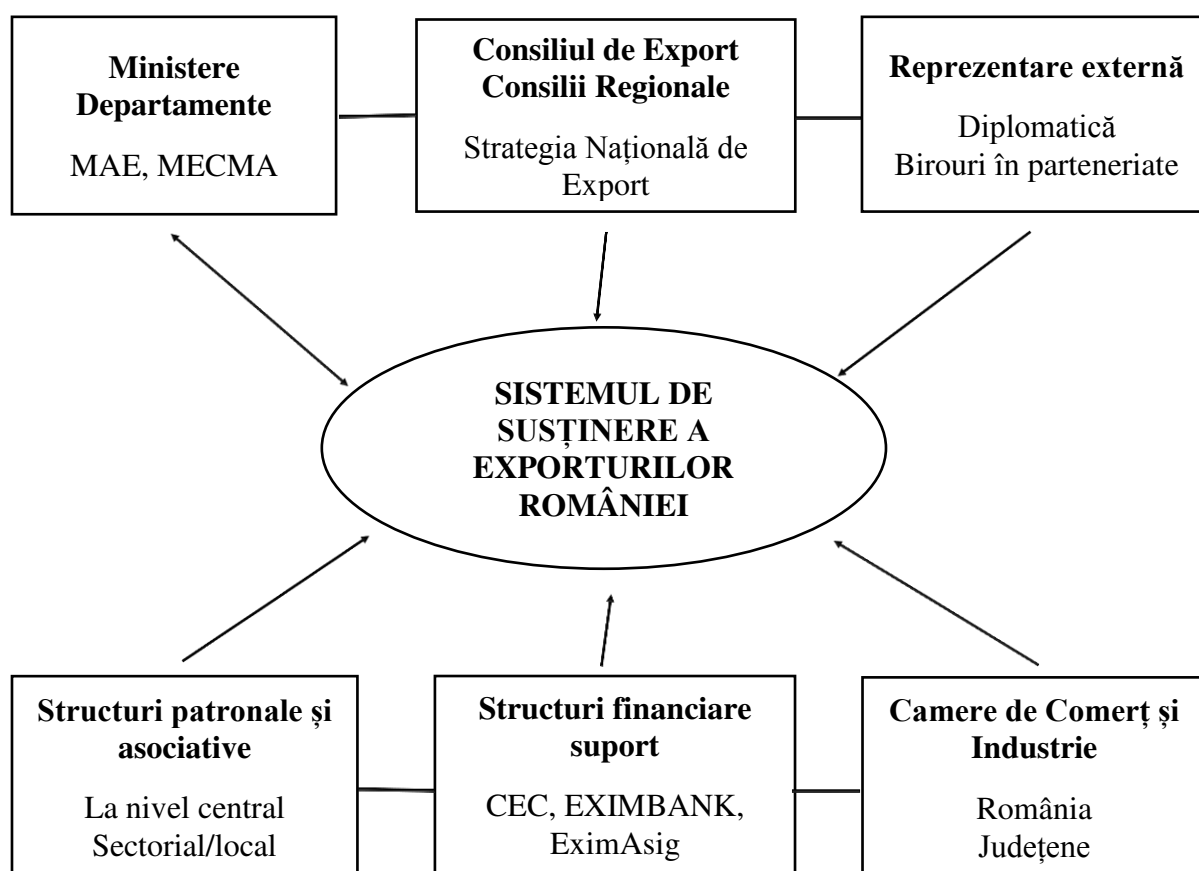 Ministere
Departamente
MAE, MECMA
Consiliul de Export
Consilii Regionale
Strategia Națională de
Export
Reprezentare externă
Diplomatică
Birouri în parteneriate
SISTEMUL DE
SUSȚINERE A
EXPORTURILOR
ROMÂNIEI
Structuri patronale și
asociative
La nivel central
Sectorial/local
Structuri financiare
suport
CEC, EXIMBANK,
EximAsig
Camere de Comerț și
Industrie
România
Județene